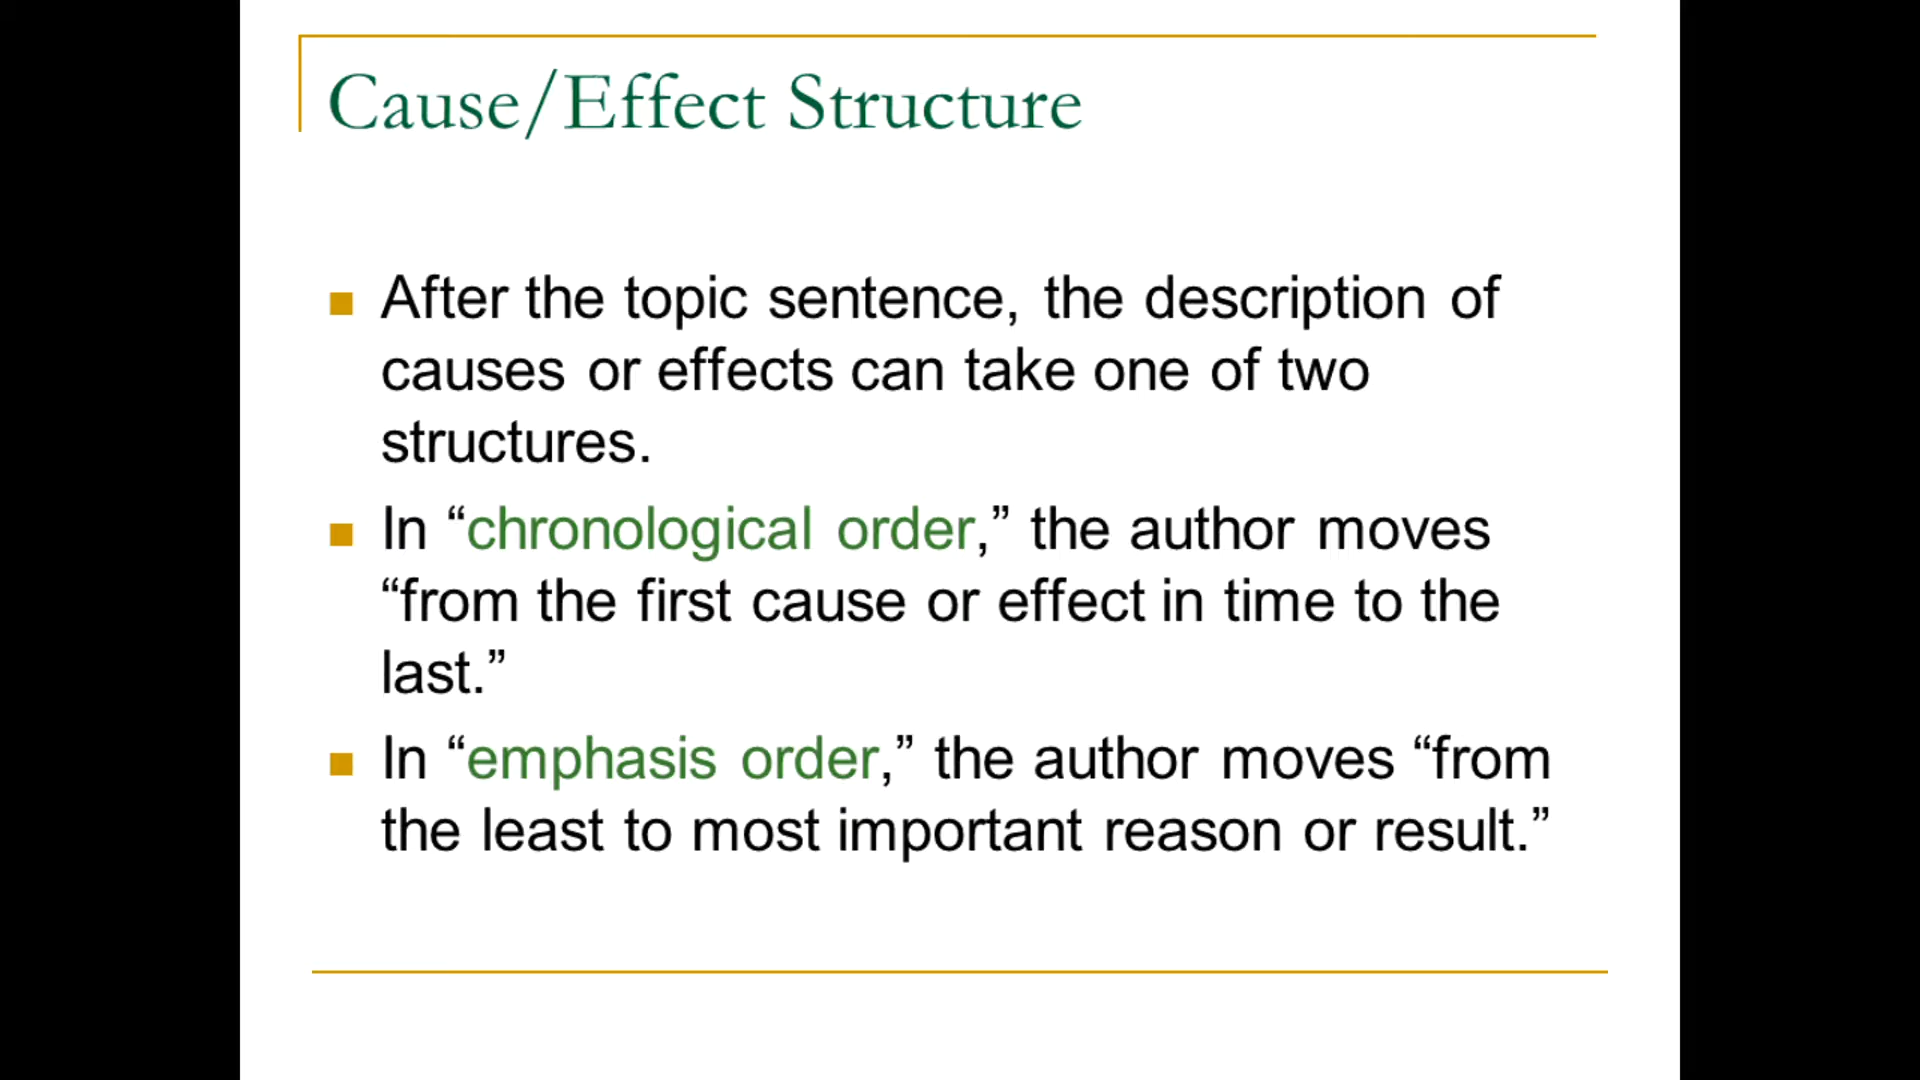 Cause/Effect Structure
After the topic sentence, the description of
causes or effects can take one of two
structures.
In “chronological order,” the author moves
“from the first cause or effect in time to the
last.”
In “emphasis order,” the author moves “from
the least to most important reason or result.”